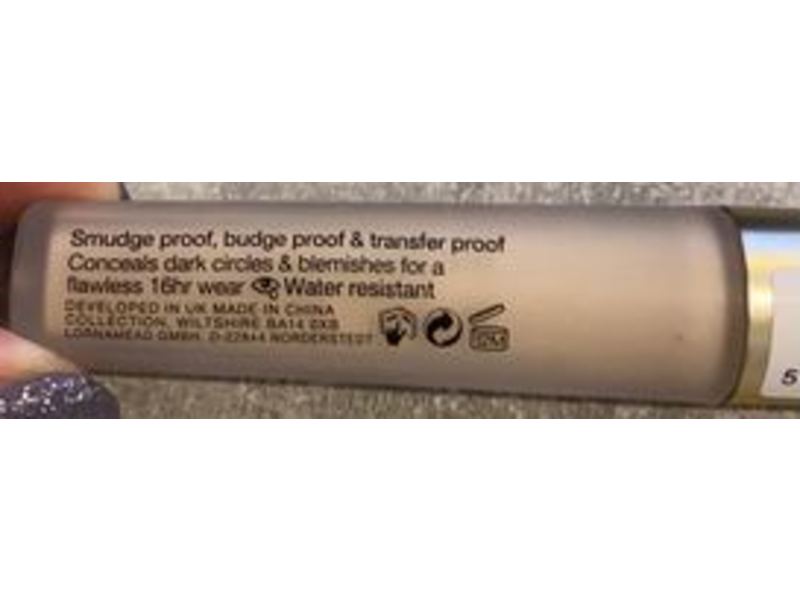 Smudge proof, budge proof & transfer proof
Conceals dark circles & blemishes for a
flawless 16hr wear Water resistant
DEVELOPED IN UK MADE IN CHINA
COLLECTION, WILTSHIRE BA14 0XB
LORNAMEAD GMBH, D-22844 NORDERSTEDT
5